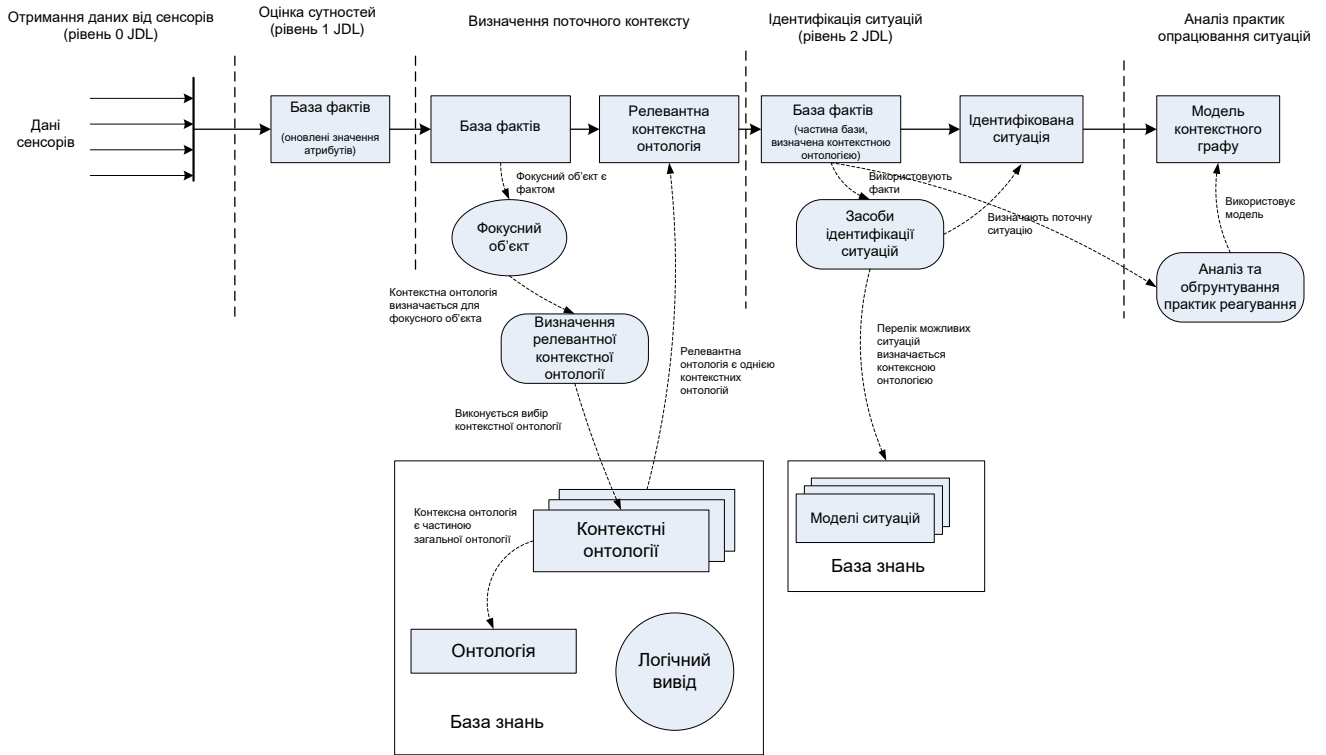 Отримання даних від сенсорів
(рівень 0 JDL)
Оцінка сутностей
(рівень 1 JDL)
Визначення поточного контексту
Ідентифікація ситуацій
(рівень 2 JDL)
Аналіз практик
опрацювання ситуацій
Дані
сенсорів
База фактів
(оновлені значення
атрибутів)
База фактів
Релевантна
контекстна
онтологія
База фактів
(частина бази,
визначена контекстною
онтологією)
Ідентифікована
ситуація
Модель
контекстного
графу
Фокусний об’єкт є
фактом
Використовують
факти
Фокусний
об’єкт
Засоби
ідентифікації
ситуацій
Визначають поточну
ситуацію
Використовує
модель
Аналіз та
обгрунтування
практик реагування
Контекстна онтологія
визначається для
фокусного об’єкта
Визначення
релевантної
контекстної
онтології
Релевантна
онтологія є однією
контекстних
онтологій
Перелік можливих
ситуацій
визначається
контексною
онтологією
Виконується вибір
контекстної онтології
Контексна онтологія
є частиною
загальної онтології
Контекстні
онтології
Моделі ситуацій
База знань
Онтологія
Логічний
вивід
База знань